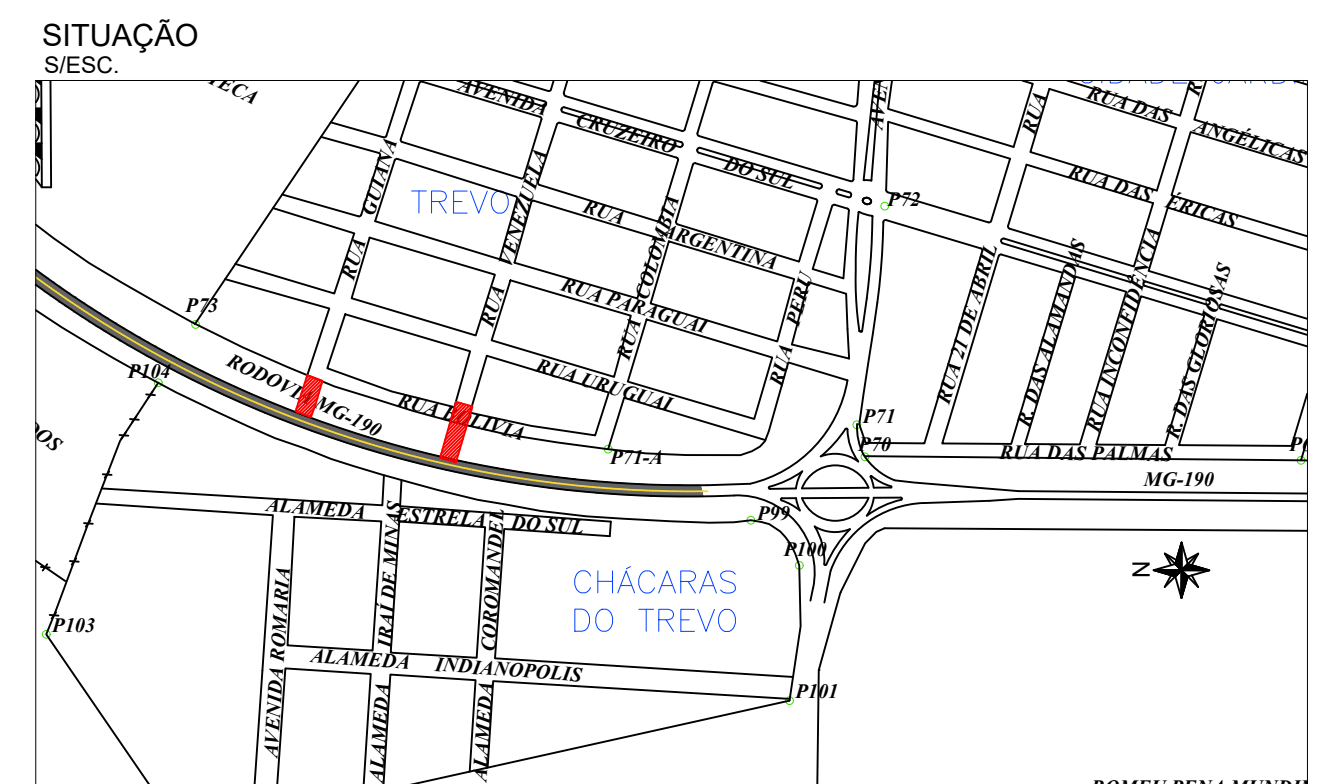 SITUAÇÃO
S/ESC.
AVENIDA
CRUZEIRO
DO SUL
RUA
RUA DAS
ANGÉLICAS
RUA DAS
ÉRICAS
P72
TREVO
GUIANA
RUA
VENEZUELA
RUA
RUA
ARGENTINA
COLOMBIA
RUA
RUA PARAGUAI
PERU
RUA
RUA URUGUAI
RUA 21 DE ABRIL
R. DAS ALAMANDAS
RUA INCONFIDÊNCIA
R. DAS GLORIOSAS
P73
P104
RODOVIA MG-190
RUA BOLIVIA
P71-A
P71
P70
RUA DAS PALMAS
MG-190
ALAMEDA
ESTRELA
DO SUL
P99
P100
N
CHÁCARAS
DO TREVO
IRAÍ DE MINAS
COROMANDEL
AVENIDA ROMARIA
P103
ALAMEDA
INDIANOPOLIS
P101
ALAMEDA
ALAMEDA